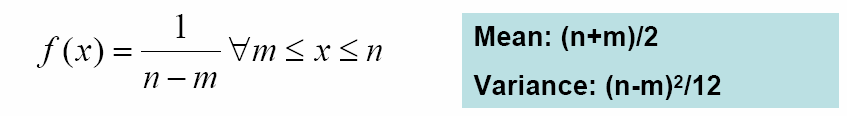 f(x) = 1/(n − m) ∀m ≤ x ≤ n
Mean: (n+m)/2
Variance: (n-m)²/12